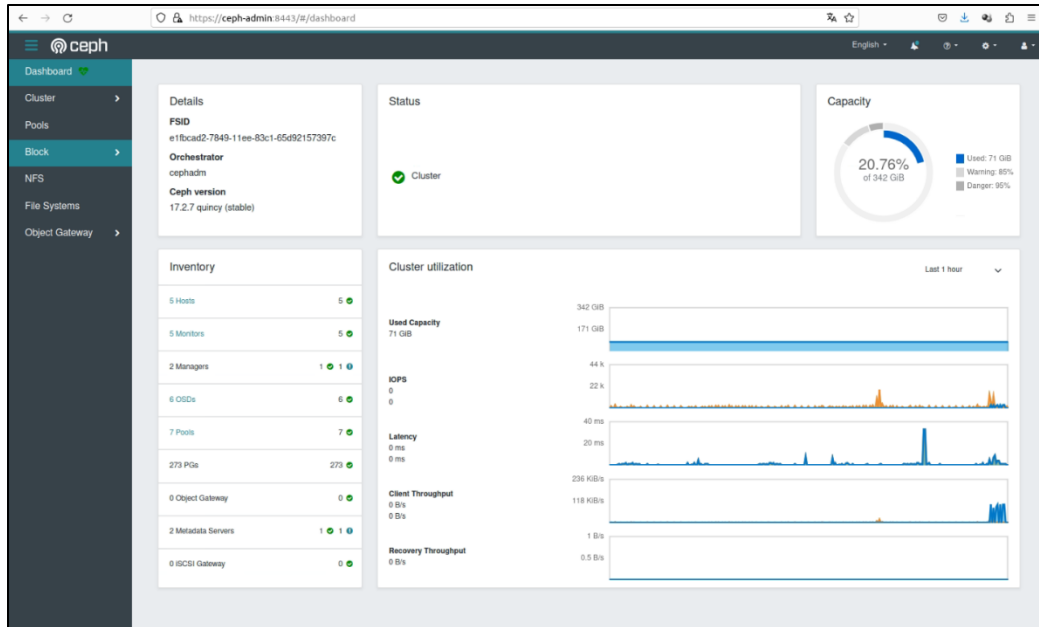 https://ceph-admin:8443/#/dashboard
ceph
English
Dashboard
Cluster
Pools
Block
NFS
File Systems
Object Gateway
Details
FSID
e1fbcad2-7849-11ee-83c1-65d92157397c
Orchestrator
cephadm
Ceph version
17.2.7 quincy (stable)
Status
Cluster
Capacity
20.76%
of 342 GiB
Used: 71 GiB
Warning: 85%
Danger: 95%
Inventory
5 Hosts 5
5 Monitors 5
2 Managers 1 1
6 OSDs 6
7 Pools 7
273 PGs 273
0 Object Gateway 0
2 Metadata Servers 1 1
0 iSCSI Gateway 0
Cluster utilization
Last 1 hour
Used Capacity
71 GiB
342 GiB
171 GiB
IOPS
0
0
44 k
22 k
Latency
0 ms
0 ms
40 ms
20 ms
Client Throughput
0 B/s
0 B/s
236 KiB/s
118 KiB/s
Recovery Throughput
0 B/s
1 B/s
0.5 B/s